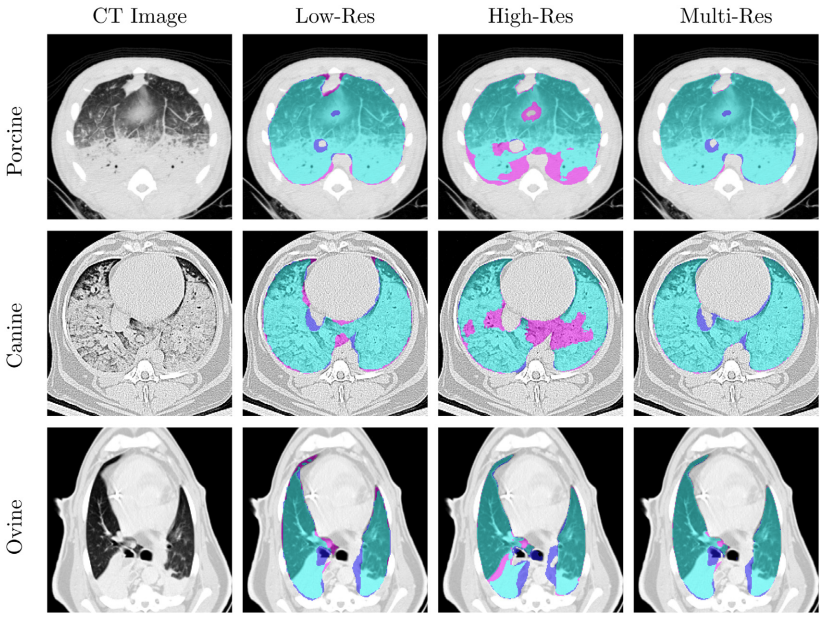 CT Image Low-Res High-Res Multi-Res
Porcine
Canine
Ovine